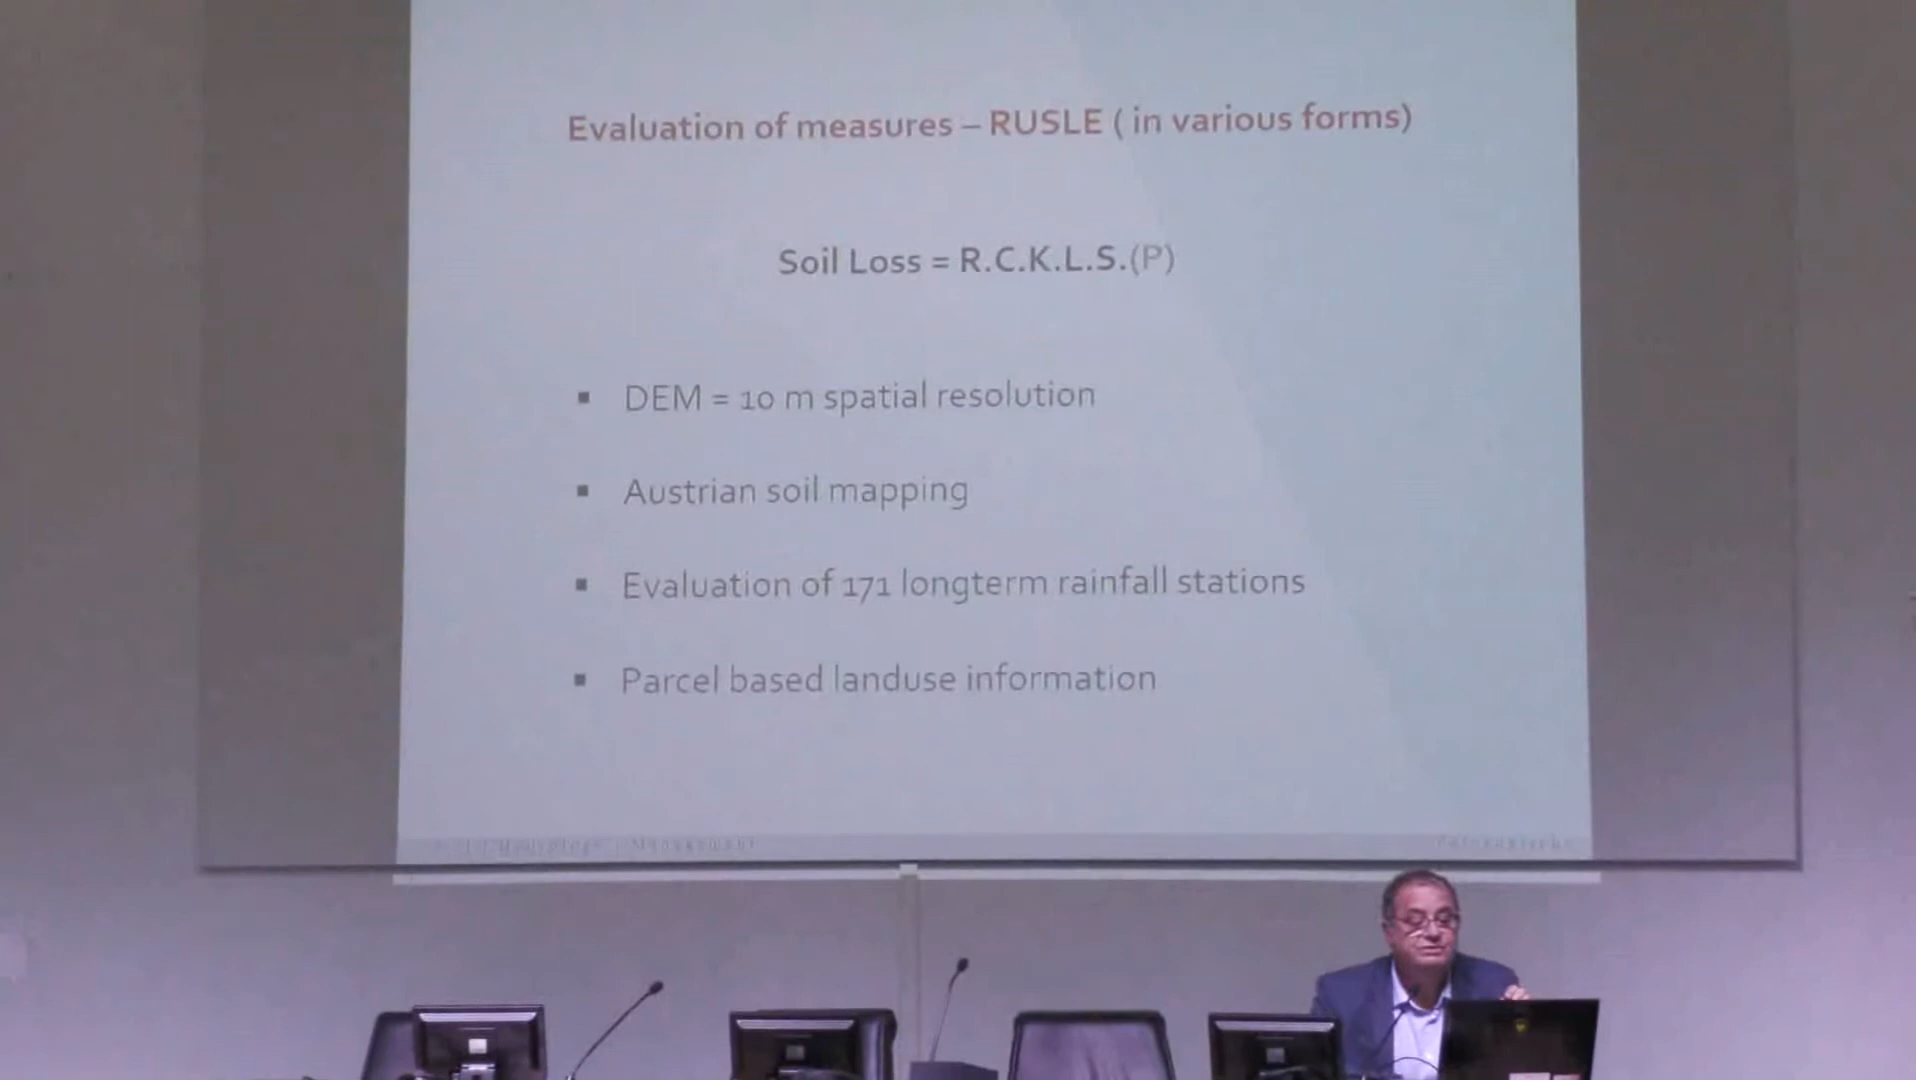 Evaluation of measures – RUSLE ( in various forms)
Soil Loss = R.C.K.L.S.(P)
▪ DEM = 10 m spatial resolution
▪ Austrian soil mapping
▪ Evaluation of 171 longterm rainfall stations
▪ Parcel based landuse information
Management